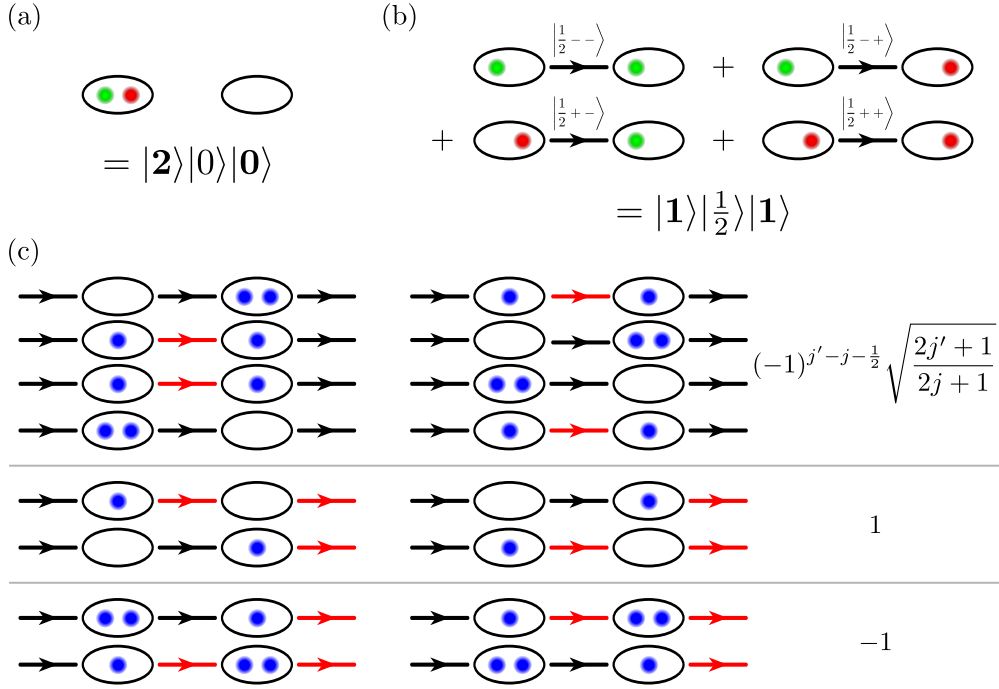 (a)
= |𝟐⟩|0⟩|𝟎⟩
(b)
|1/2 − −⟩ |1/2 − +⟩
+
+ |1/2 + −⟩ + |1/2 + +⟩
= |𝟏⟩|1/2⟩|𝟏⟩
(c)
(−1)^{j′−j−1/2} √((2j′ + 1)/(2j + 1))
1
−1